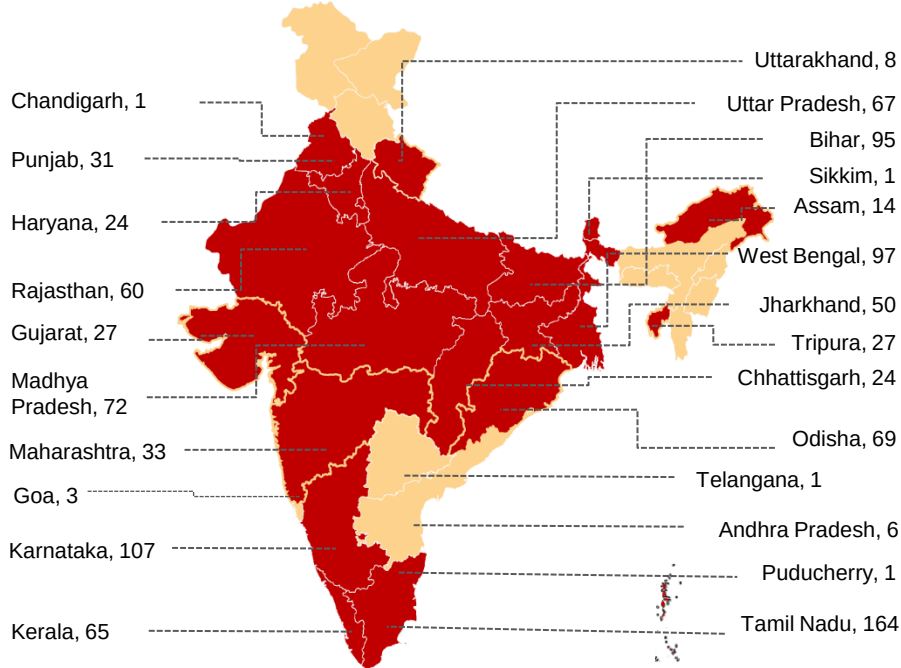 Chandigarh, 1
Punjab, 31
Haryana, 24
Rajasthan, 60
Gujarat, 27
Madhya
Pradesh, 72
Maharashtra, 33
Goa, 3
Karnataka, 107
Kerala, 65
Uttarakhand, 8
Uttar Pradesh, 67
Bihar, 95
Sikkim, 1
Assam, 14
West Bengal, 97
Jharkhand, 50
Tripura, 27
Chhattisgarh, 24
Odisha, 69
Telangana, 1
Andhra Pradesh, 6
Puducherry, 1
Tamil Nadu, 164